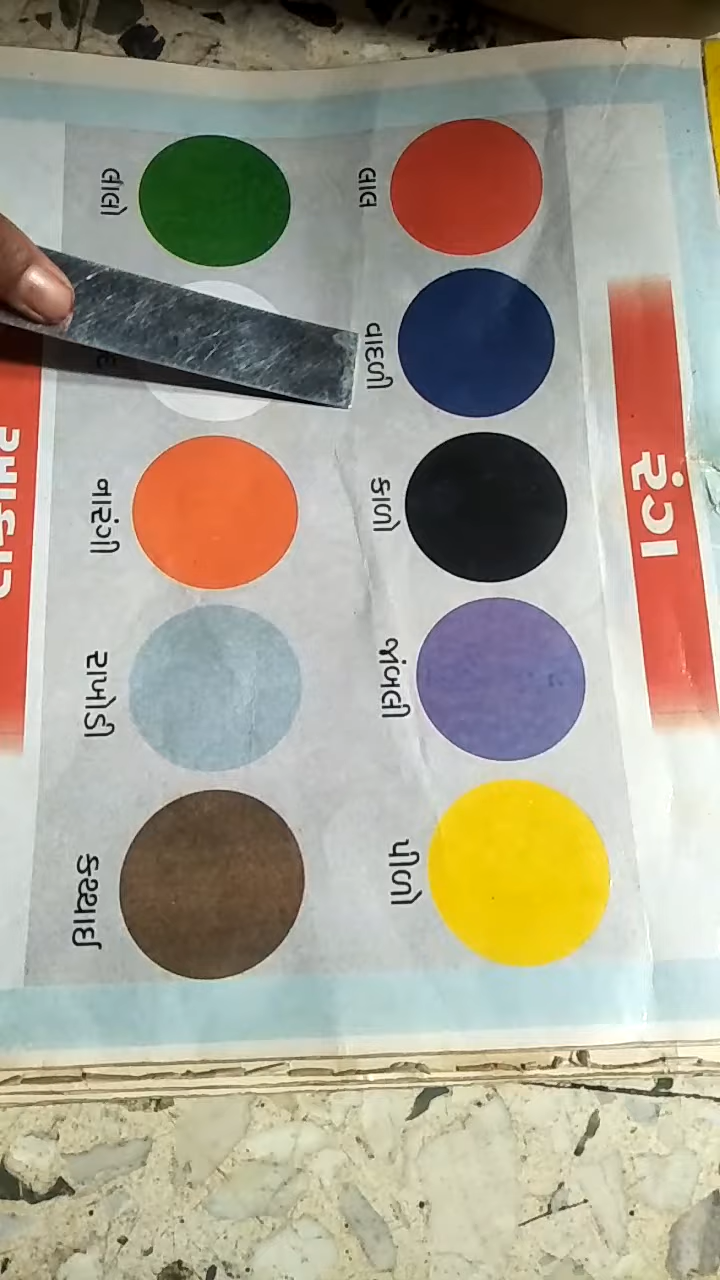 રંગ
લાલ
વાદળી
કાળો
જાંબલી
પીળો
લીલો
નારંગી
રાખોડી
કથ્થાઇ